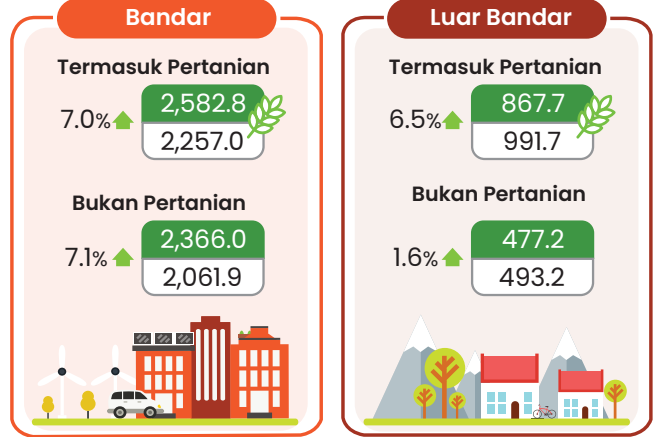 Bandar
Termasuk Pertanian
7.0%
2,582.8
2,257.0
Bukan Pertanian
7.1%
2,366.0
2,061.9
Luar Bandar
Termasuk Pertanian
6.5%
867.7
991.7
Bukan Pertanian
1.6%
477.2
493.2